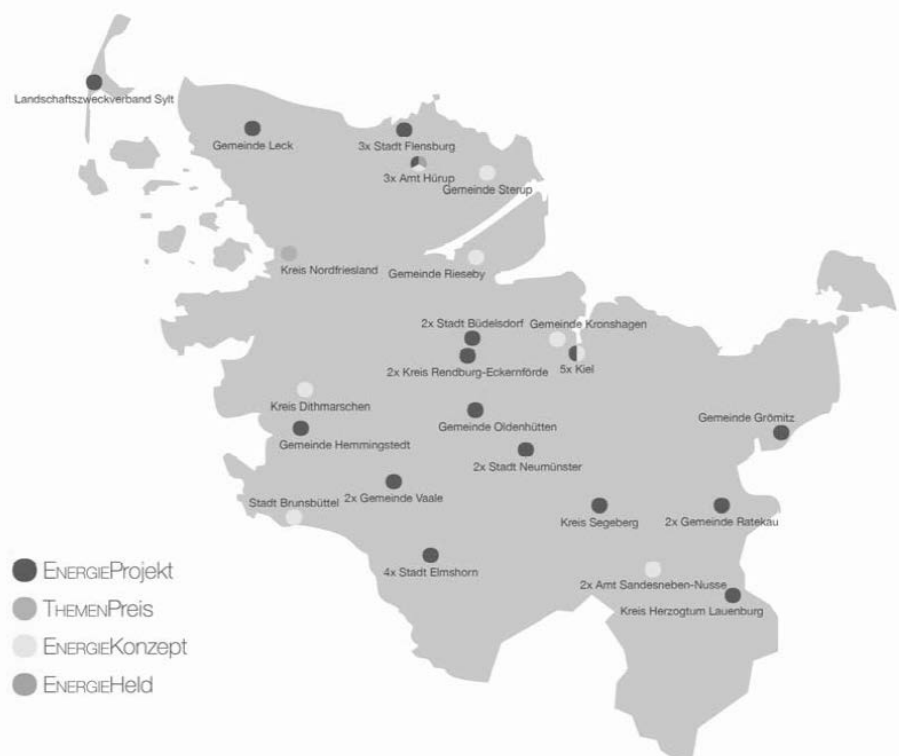 Landschaftszweckverband Sylt
Gemeinde Leck
3x Stadt Flensburg
3x Amt Hürup
Gemeinde Sterup
Kreis Nordfriesland
Gemeinde Rieseby
2x Stadt Büdelsdorf
Gemeinde Kronshagen
2x Kreis Rendburg-Eckernförde
5x Kiel
Kreis Dithmarschen
Gemeinde Oldenhütten
Gemeinde Grömitz
Gemeinde Hemmingstedt
2x Stadt Neumünster
Stadt Brunsbüttel
2x Gemeinde Vaale
Kreis Segeberg
2x Gemeinde Ratekau
4x Stadt Elmshorn
2x Amt Sandesneben-Nusse
Kreis Herzogtum Lauenburg
ENERGIEProjekt
THEMENPreis
ENERGIEKonzept
ENERGIEHeld